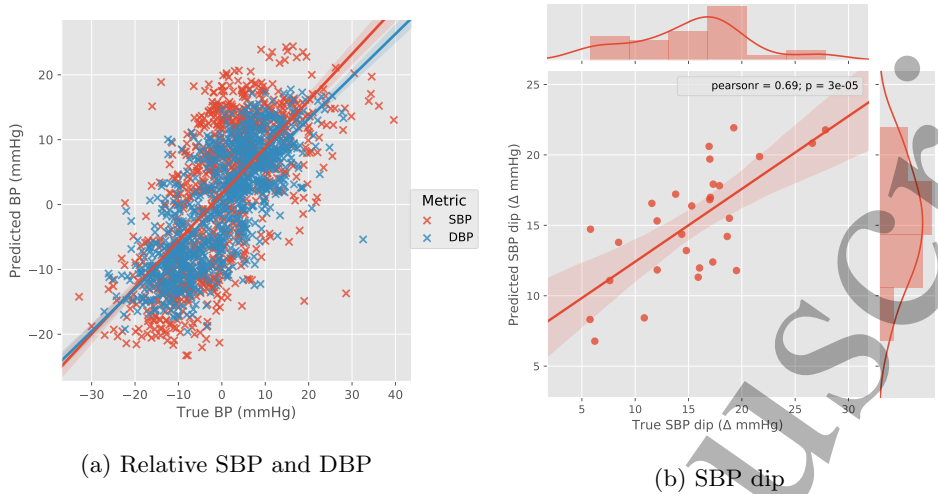 20
10
0
−10
−20
Predicted BP (mmHg)
−30 −20 −10 0 10 20 30 40
True BP (mmHg)
Metric
SBP
DBP
(a) Relative SBP and DBP
pearsonr = 0.69; p = 3e-05
25
20
15
10
5
Predicted SBP dip (Δ mmHg)
5 10 15 20 25 30
True SBP dip (Δ mmHg)
(b) SBP dip